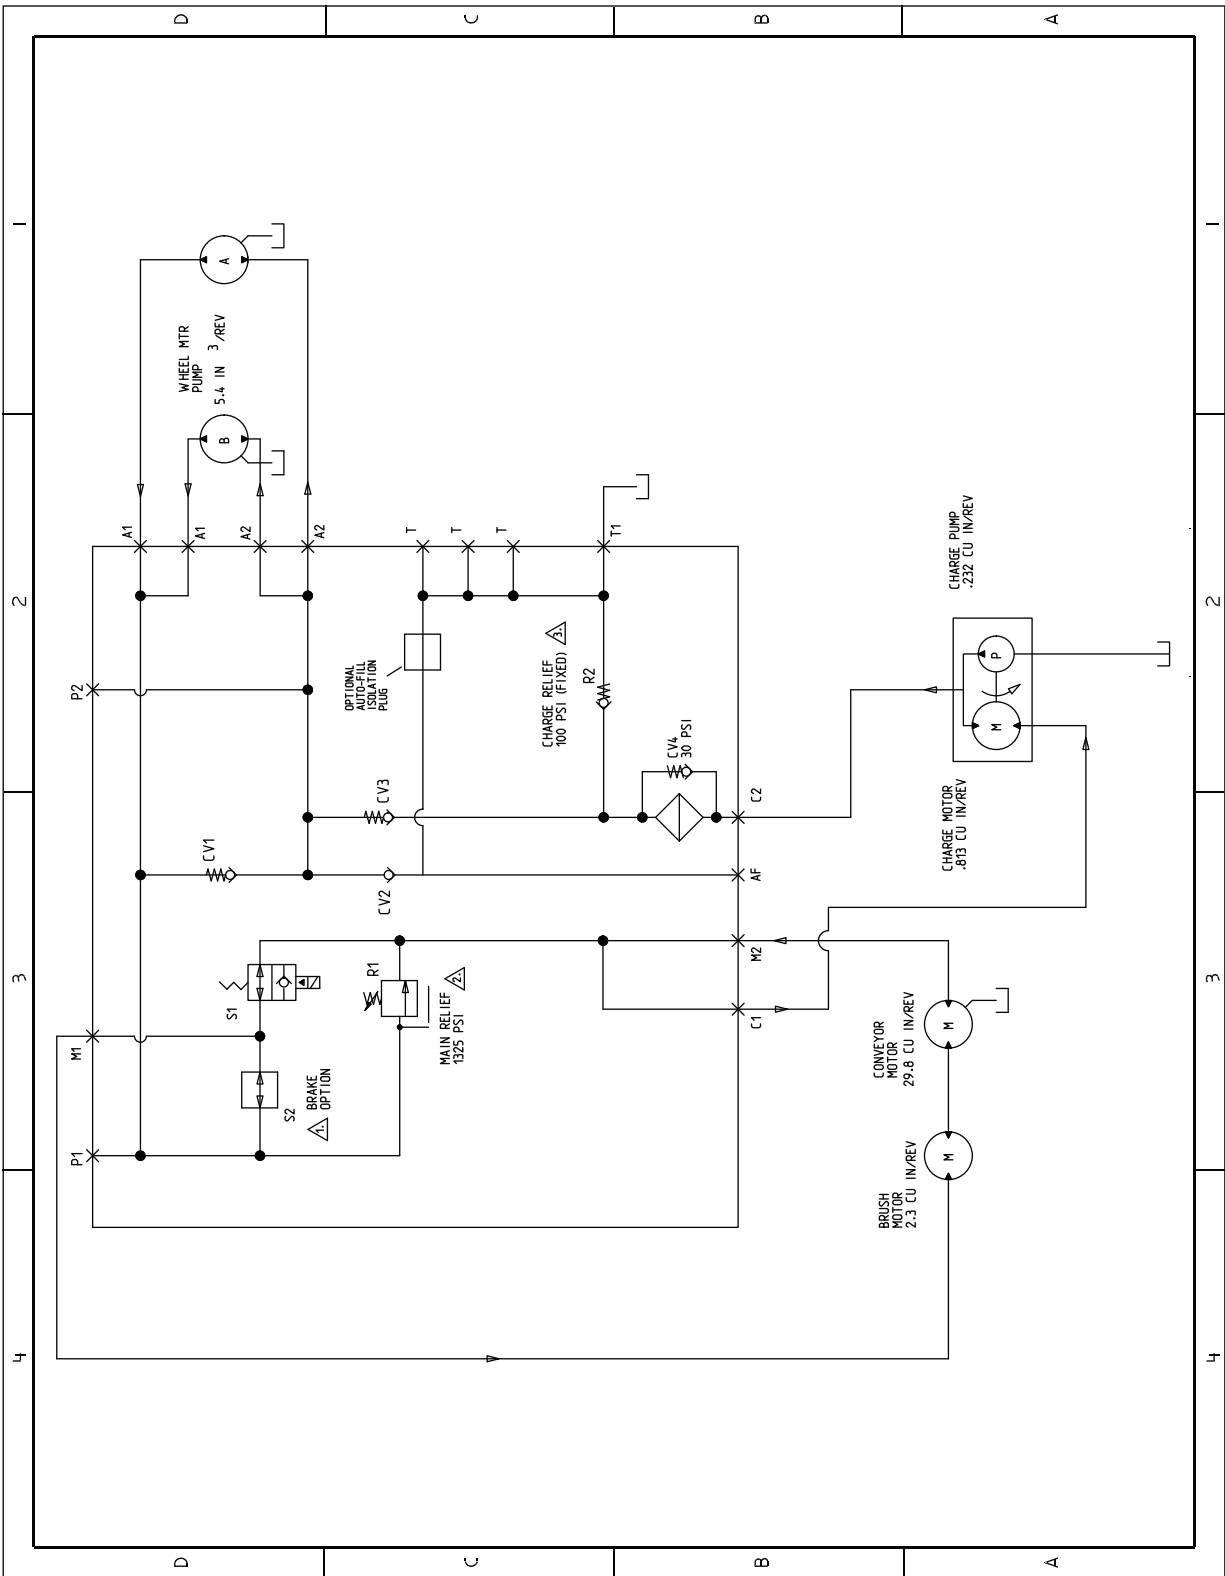 D
C
B
A
1
1
2
2
3
3
4
4
D
C
B
A
A
WHEEL MTR
PUMP
5.4 IN 3 /REV
B
A1
A1
A2
A2
T
T
T
T1
P2
OPTIONAL
AUTO-FILL
ISOLATION
PLUG
CHARGE RELIEF
100 PSI (FIXED)
3.
R2
CV4
30 PSI
CV3
CV1
CV2
C2
AF
M2
C1
CHARGE PUMP
.232 CU IN/REV
P
M
CHARGE MOTOR
.813 CU IN/REV
S1
R1
MAIN RELIEF
1325 PSI
2.
M1
P1
S2
1.
BRAKE
OPTION
CONVEYOR
MOTOR
29.8 CU IN/REV
M
BRUSH
MOTOR
2.3 CU IN/REV
M